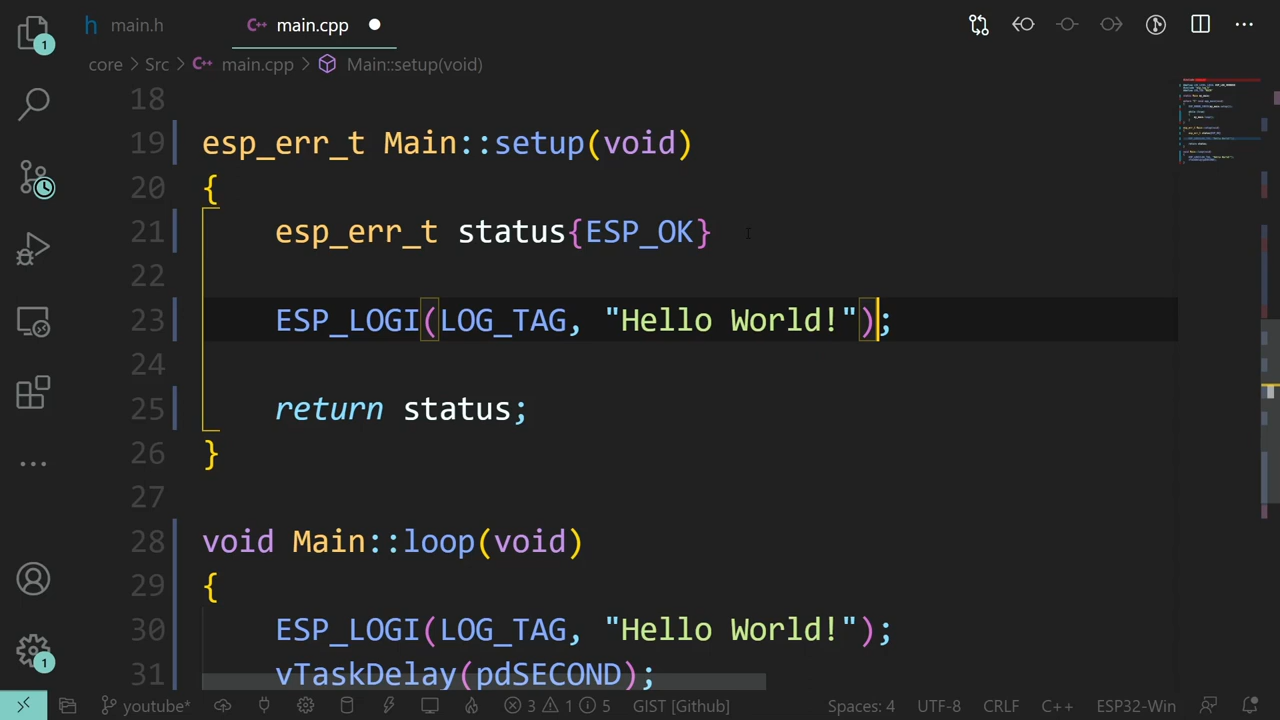 main.h
main.cpp
core > Src > main.cpp > Main::setup(void)
18
19 esp_err_t Main::setup(void)
20 {
21 esp_err_t status{ESP_OK}
22
23 ESP_LOGI(LOG_TAG, "Hello World!");
24
25 return status;
26 }
27
28 void Main::loop(void)
29 {
30 ESP_LOGI(LOG_TAG, "Hello World!");
31 vTaskDelay(pdSECOND);
1
1
youtube* 3 1 5 GIST [Github] Spaces: 4 UTF-8 CRLF C++ ESP32-Win